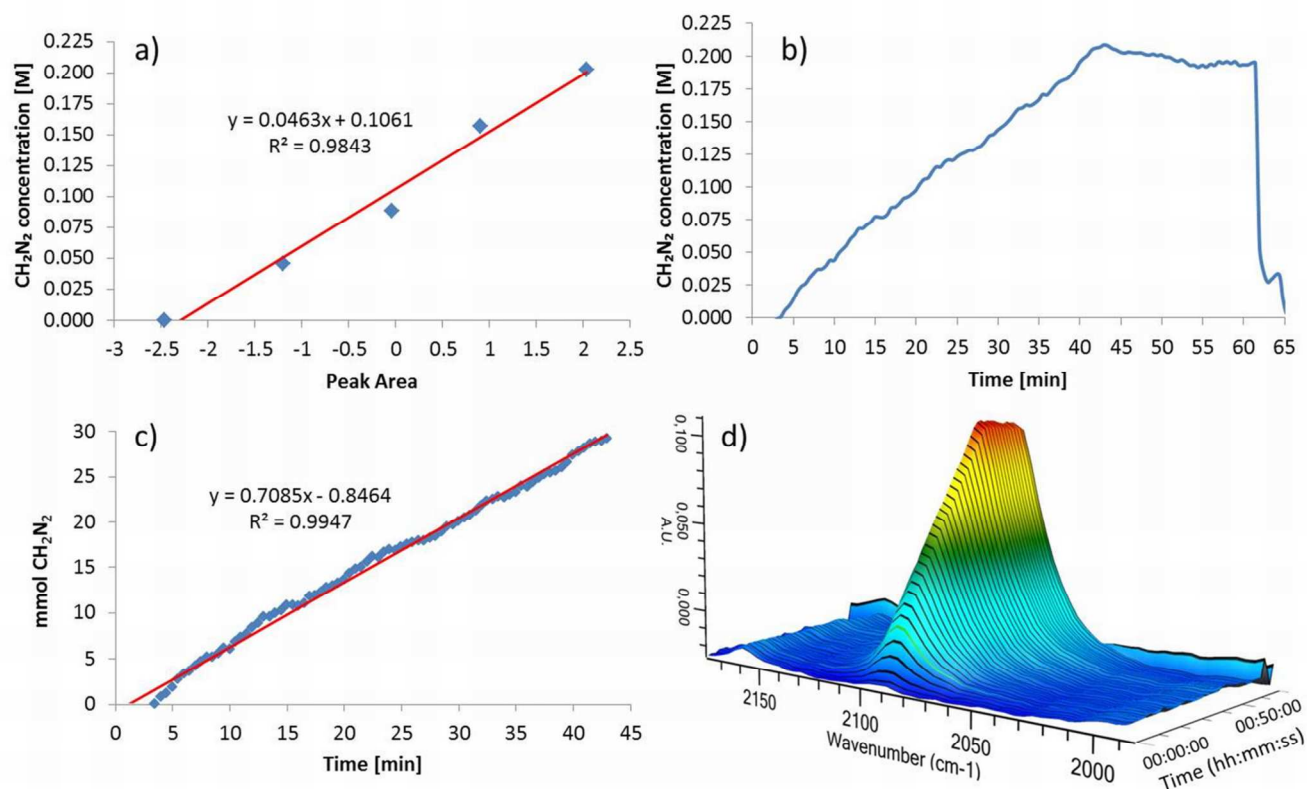 a)
CH₂N₂ concentration [M]
0.225
0.200
0.175
0.150
0.125
0.100
0.075
0.050
0.025
0.000
y = 0.0463x + 0.1061
R² = 0.9843
-3 -2.5 -2 -1.5 -1 -0.5 0 0.5 1 1.5 2 2.5
Peak Area
b)
CH₂N₂ concentration [M]
0.225
0.200
0.175
0.150
0.125
0.100
0.075
0.050
0.025
0.000
0 5 10 15 20 25 30 35 40 45 50 55 60 65
Time [min]
c)
mmol CH₂N₂
30
25
20
15
10
5
0
y = 0.7085x - 0.8464
R² = 0.9947
0 5 10 15 20 25 30 35 40 45
Time [min]
d)
0,100
0,050
0,000
A.U.
2150 2100 2050 2000
Wavenumber (cm-1)
00:00:00 00:50:00
Time (hh:mm:ss)